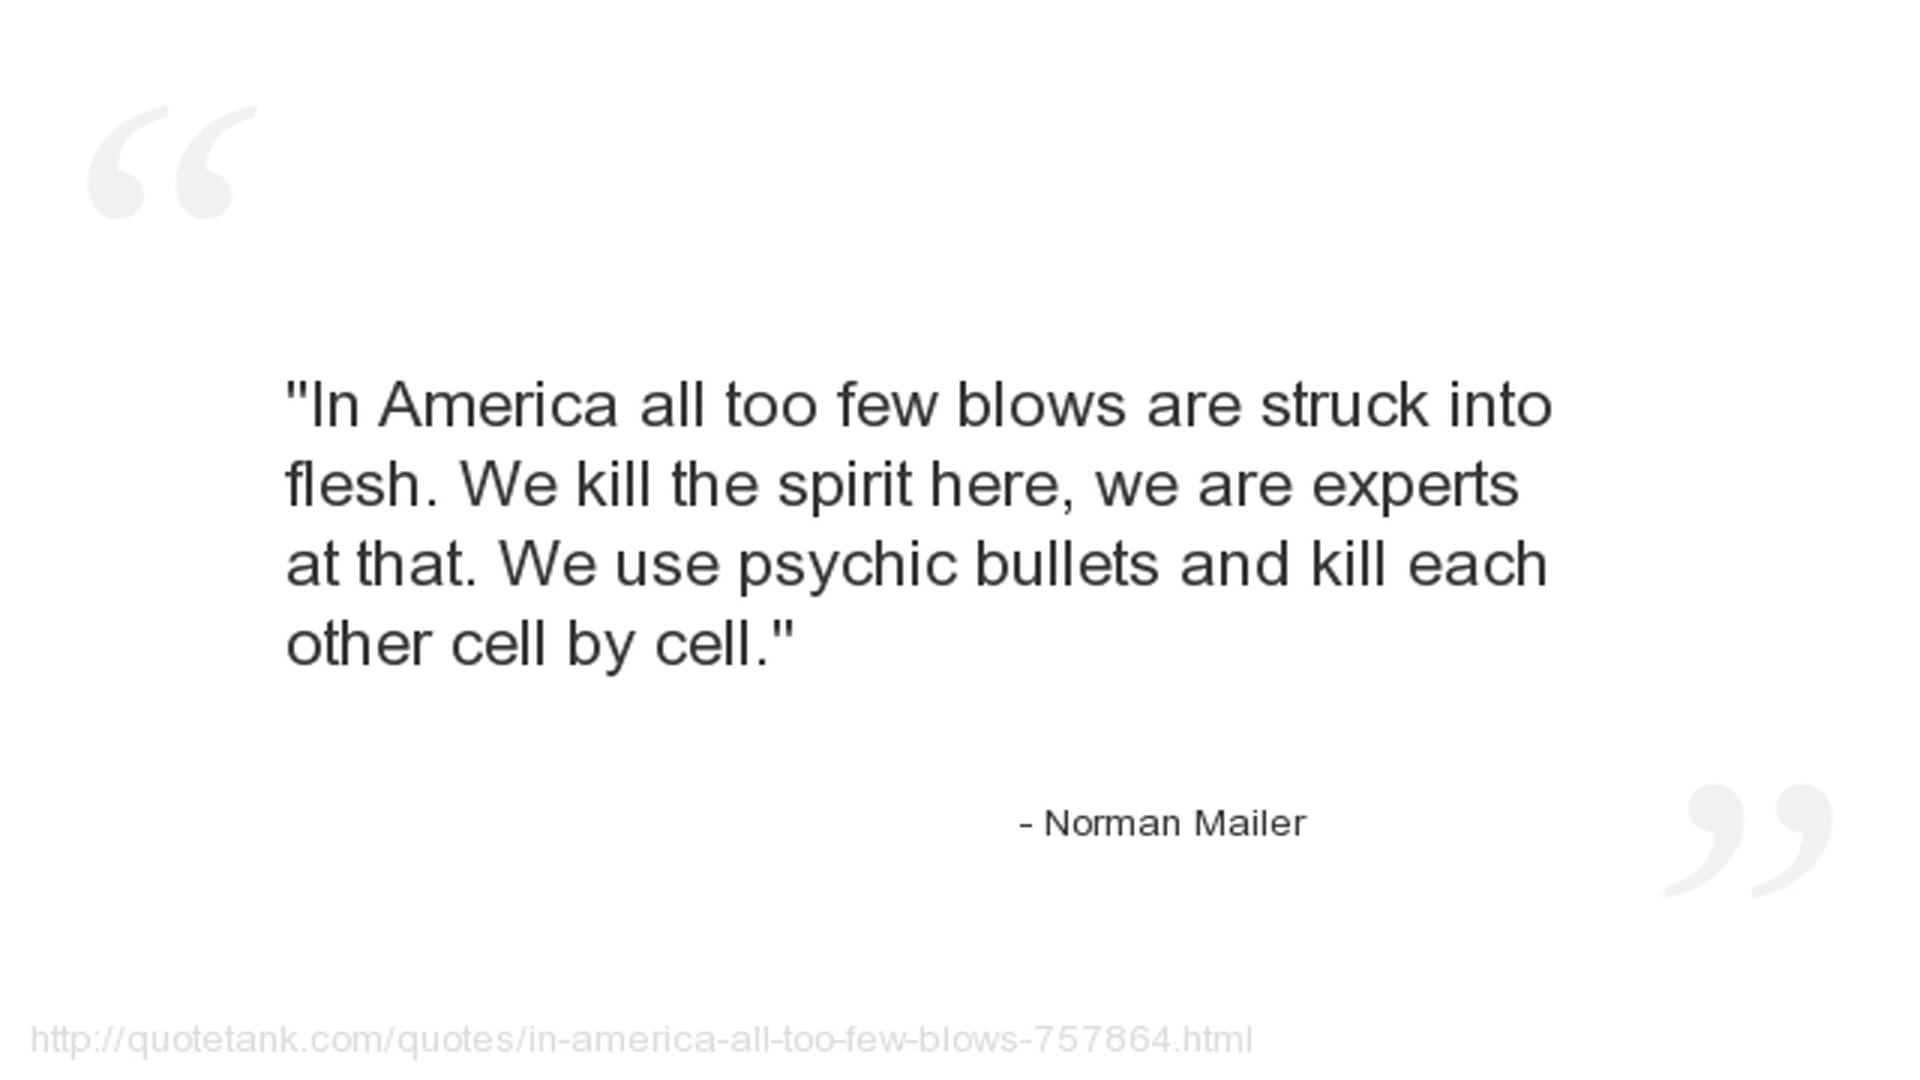 "In America all too few blows are struck into
flesh. We kill the spirit here, we are experts
at that. We use psychic bullets and kill each
other cell by cell."
- Norman Mailer
http://quotetank.com/quotes/in-america-all-too-few-blows-757864.html